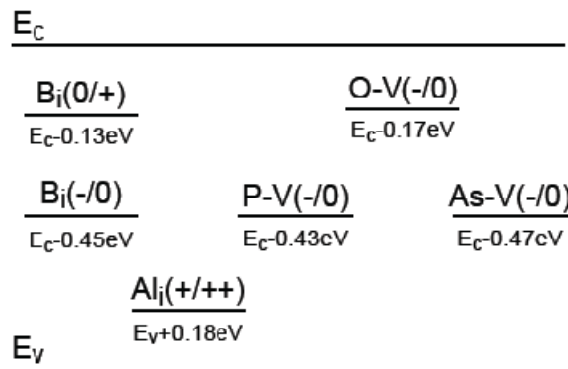 E_C
B_i(0/+) O-V(-/0)
E_C-0.13eV E_C-0.17eV
B_i(-/0) P-V(-/0) As-V(-/0)
E_C-0.45eV E_C-0.43eV E_C-0.47eV
Al_i(+/++)
E_V+0.18eV
E_V